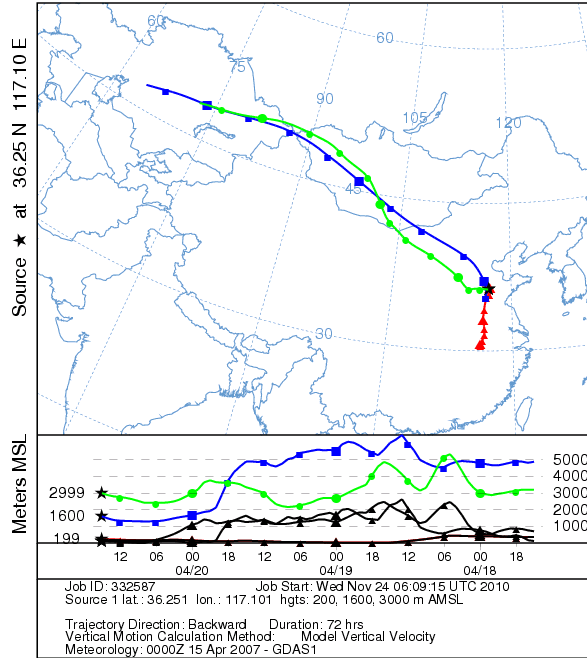 Source ★ at 36.25 N 117.10 E
60
60
75
90
105
120
45
30
Meters MSL
2999
1600
199
5000
4000
3000
2000
1000
12 06 00 18 12 06 00 18 12 06 00 18
04/20 04/19 04/18
Job ID: 332587 Job Start: Wed Nov 24 06:09:15 UTC 2010
Source 1 lat.: 36.251 lon.: 117.101 hgts: 200, 1600, 3000 m AMSL
Trajectory Direction: Backward Duration: 72 hrs
Vertical Motion Calculation Method: Model Vertical Velocity
Meteorology: 0000Z 15 Apr 2007 - GDAS1